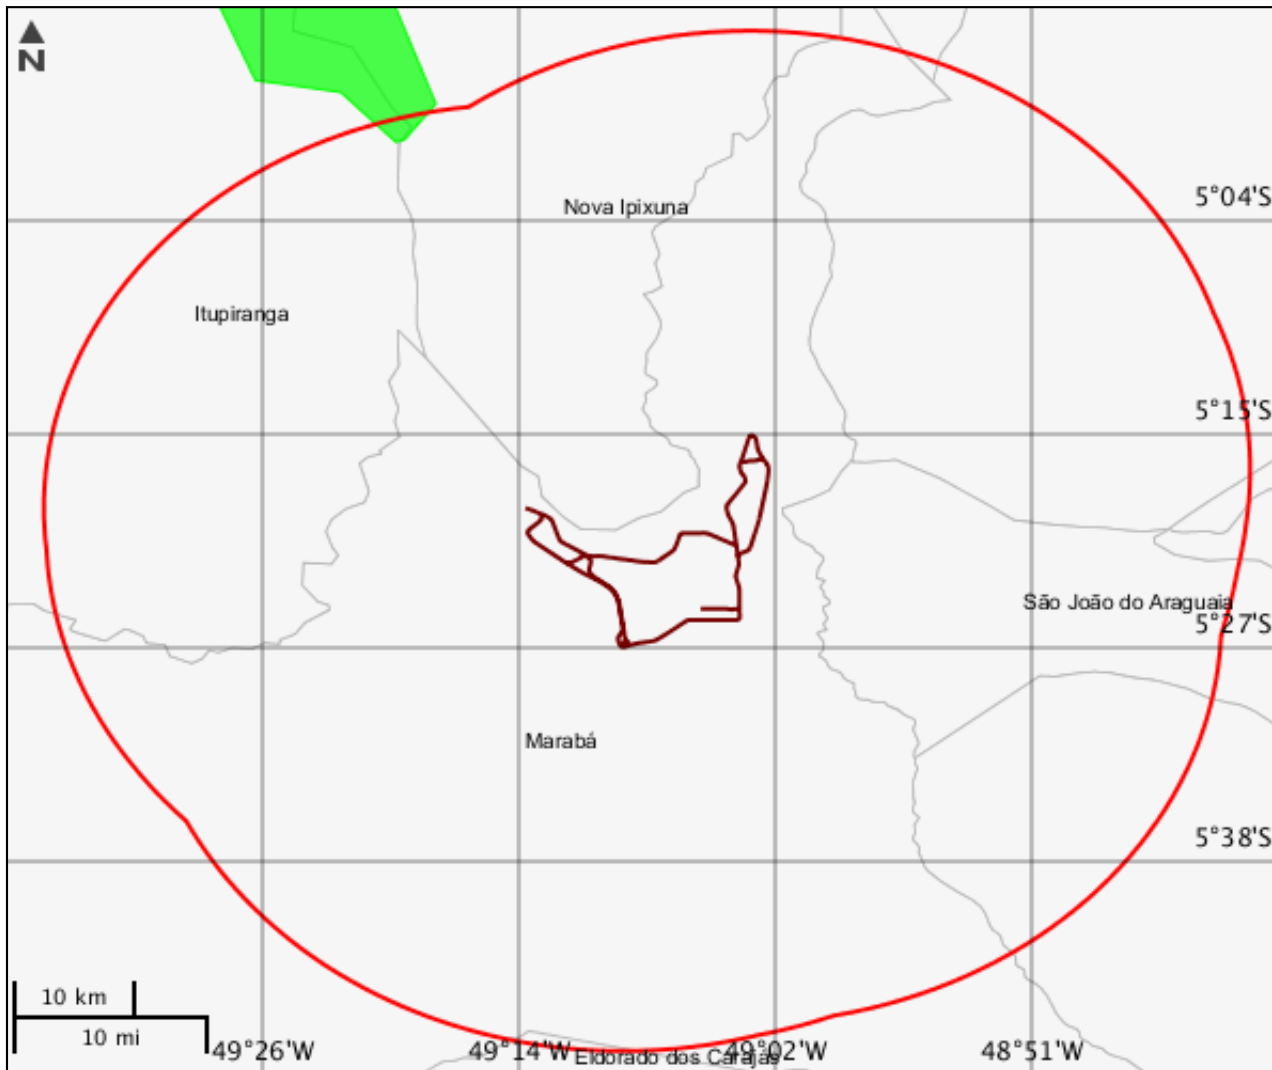 N
5°04'S
Nova Ipixuna
Itupiranga
5°15'S
São João do Araguaia
5°27'S
Marabá
5°38'S
10 km
10 mi
49°26'W
49°14'W
49°02'W
48°51'W
Eldorado dos Carajás